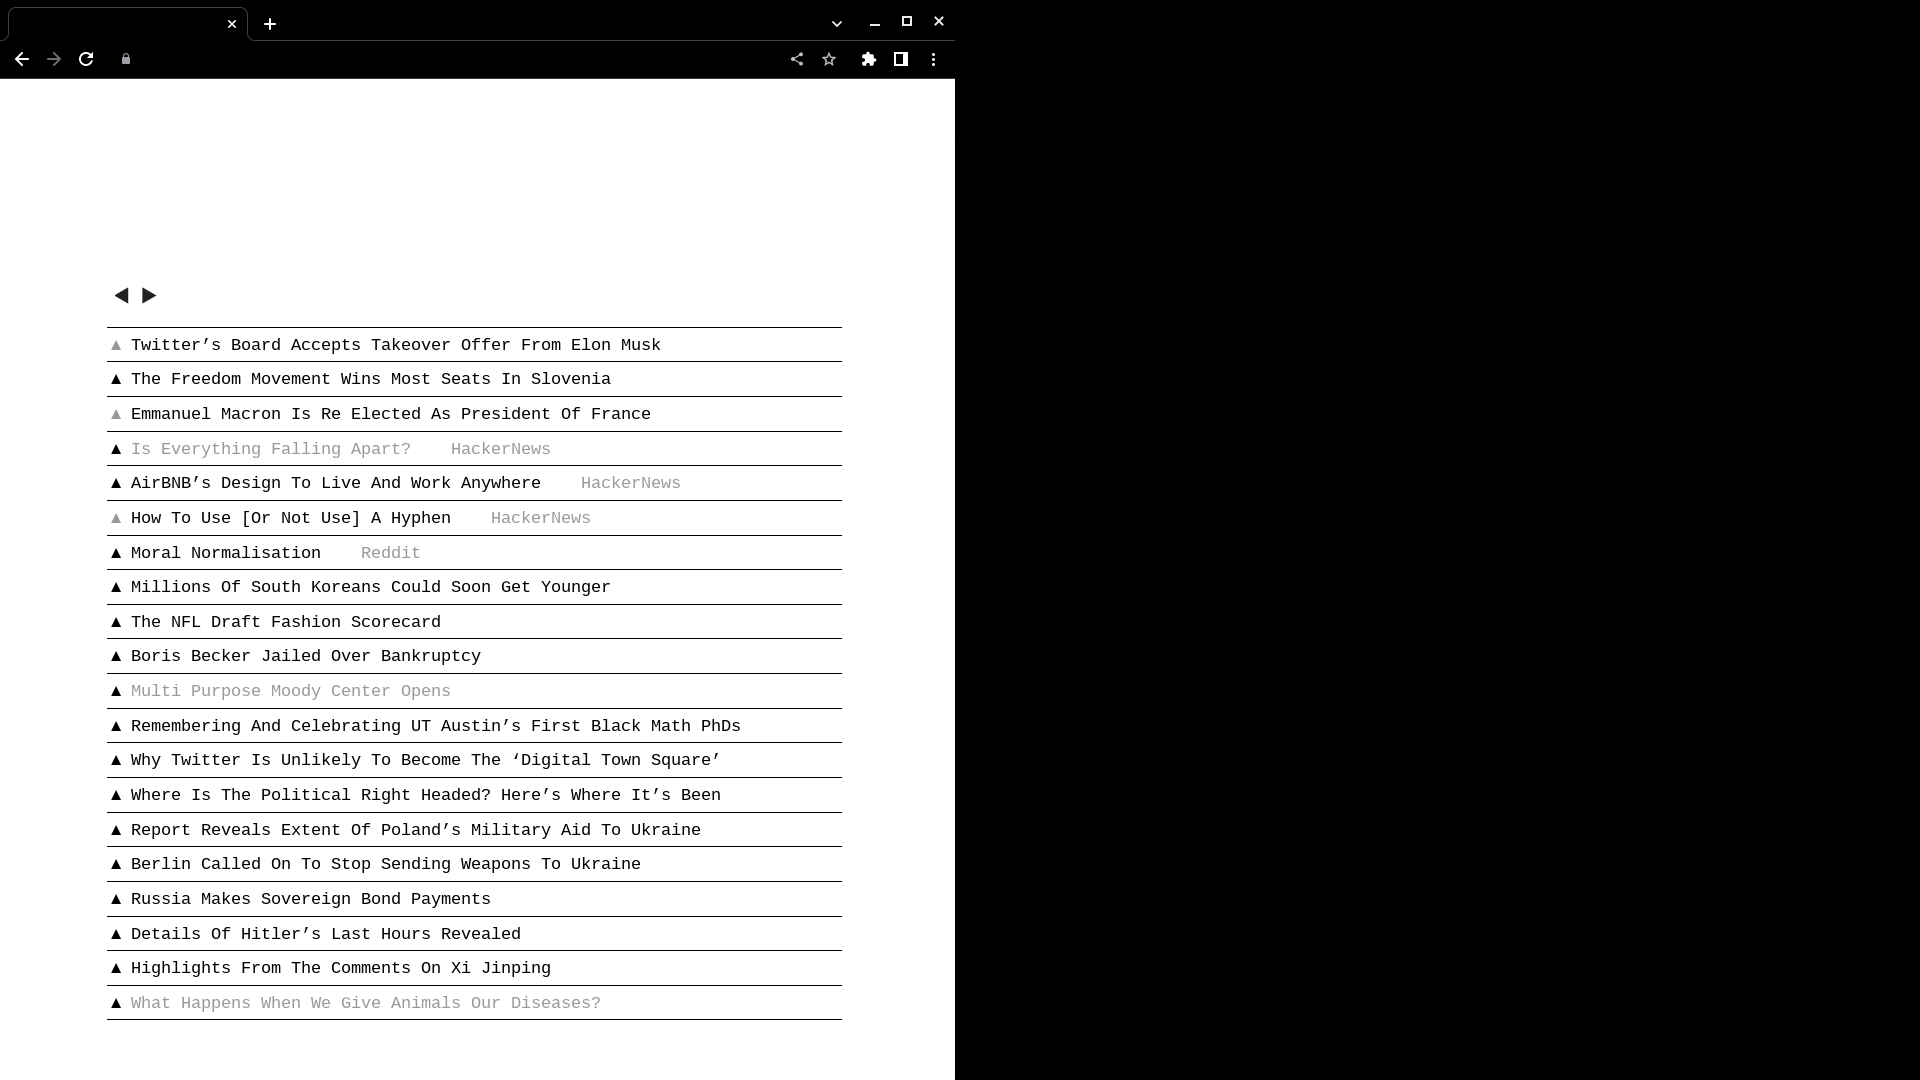 Twitter’s Board Accepts Takeover Offer From Elon Musk
The Freedom Movement Wins Most Seats In Slovenia
Emmanuel Macron Is Re Elected As President Of France
Is Everything Falling Apart? HackerNews
AirBNB’s Design To Live And Work Anywhere HackerNews
How To Use [Or Not Use] A Hyphen HackerNews
Moral Normalisation Reddit
Millions Of South Koreans Could Soon Get Younger
The NFL Draft Fashion Scorecard
Boris Becker Jailed Over Bankruptcy
Multi Purpose Moody Center Opens
Remembering And Celebrating UT Austin’s First Black Math PhDs
Why Twitter Is Unlikely To Become The ‘Digital Town Square’
Where Is The Political Right Headed? Here’s Where It’s Been
Report Reveals Extent Of Poland’s Military Aid To Ukraine
Berlin Called On To Stop Sending Weapons To Ukraine
Russia Makes Sovereign Bond Payments
Details Of Hitler’s Last Hours Revealed
Highlights From The Comments On Xi Jinping
What Happens When We Give Animals Our Diseases?